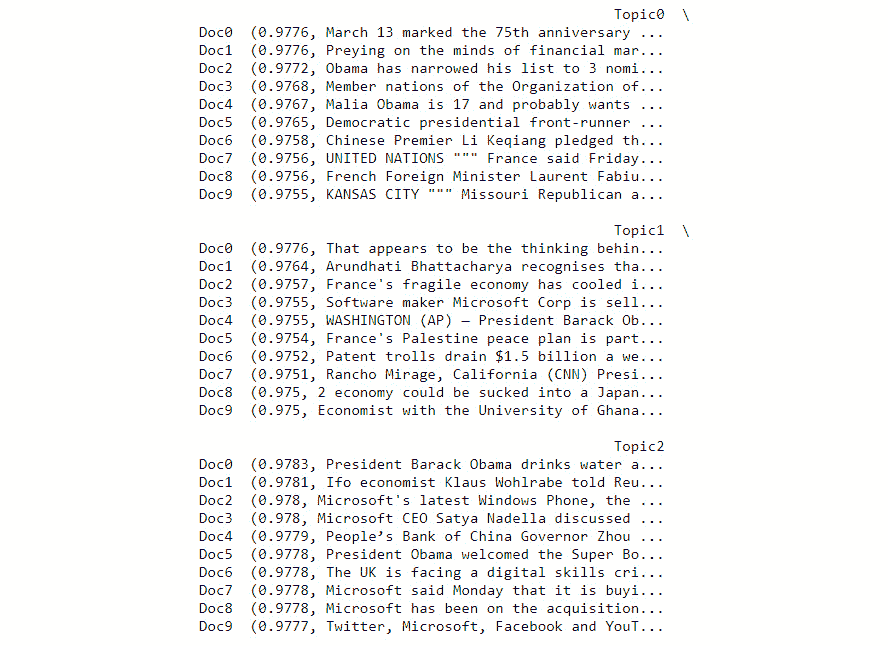 Topic0 \
Doc0 (0.9776, March 13 marked the 75th anniversary ...
Doc1 (0.9776, Preying on the minds of financial mar...
Doc2 (0.9772, Obama has narrowed his list to 3 nomi...
Doc3 (0.9768, Member nations of the Organization of...
Doc4 (0.9767, Malia Obama is 17 and probably wants ...
Doc5 (0.9765, Democratic presidential front-runner ...
Doc6 (0.9758, Chinese Premier Li Keqiang pledged th...
Doc7 (0.9756, UNITED NATIONS """ France said Friday...
Doc8 (0.9756, French Foreign Minister Laurent Fabiu...
Doc9 (0.9755, KANSAS CITY """ Missouri Republican a...
Topic1 \
Doc0 (0.9776, That appears to be the thinking behin...
Doc1 (0.9764, Arundhati Bhattacharya recognises tha...
Doc2 (0.9757, France's fragile economy has cooled i...
Doc3 (0.9755, Software maker Microsoft Corp is sell...
Doc4 (0.9755, WASHINGTON (AP) — President Barack Ob...
Doc5 (0.9754, France's Palestine peace plan is part...
Doc6 (0.9752, Patent trolls drain $1.5 billion a we...
Doc7 (0.9751, Rancho Mirage, California (CNN) Presi...
Doc8 (0.975, 2 economy could be sucked into a Japan...
Doc9 (0.975, Economist with the University of Ghana...
Topic2
Doc0 (0.9783, President Barack Obama drinks water a...
Doc1 (0.9781, Ifo economist Klaus Wohlrabe told Reu...
Doc2 (0.978, Microsoft's latest Windows Phone, the ...
Doc3 (0.978, Microsoft CEO Satya Nadella discussed ...
Doc4 (0.9779, People’s Bank of China Governor Zhou ...
Doc5 (0.9778, President Obama welcomed the Super Bo...
Doc6 (0.9778, The UK is facing a digital skills cri...
Doc7 (0.9778, Microsoft said Monday that it is buyi...
Doc8 (0.9778, Microsoft has been on the acquisition...
Doc9 (0.9777, Twitter, Microsoft, Facebook and YouT...